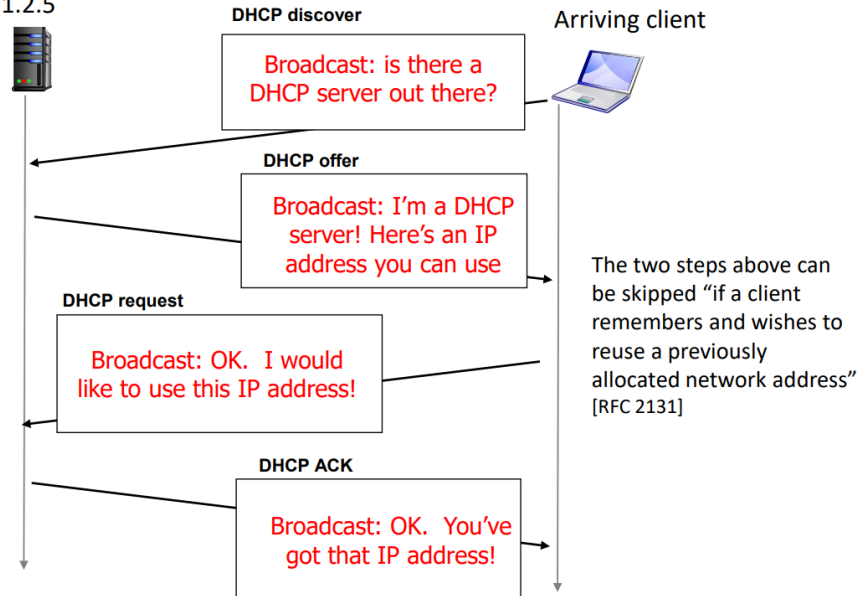 1.2.5
DHCP discover
Arriving client
Broadcast: is there a
DHCP server out there?
DHCP offer
Broadcast: I’m a DHCP
server! Here’s an IP
address you can use
The two steps above can
be skipped “if a client
remembers and wishes to
reuse a previously
allocated network address”
[RFC 2131]
DHCP request
Broadcast: OK. I would
like to use this IP address!
DHCP ACK
Broadcast: OK. You’ve
got that IP address!